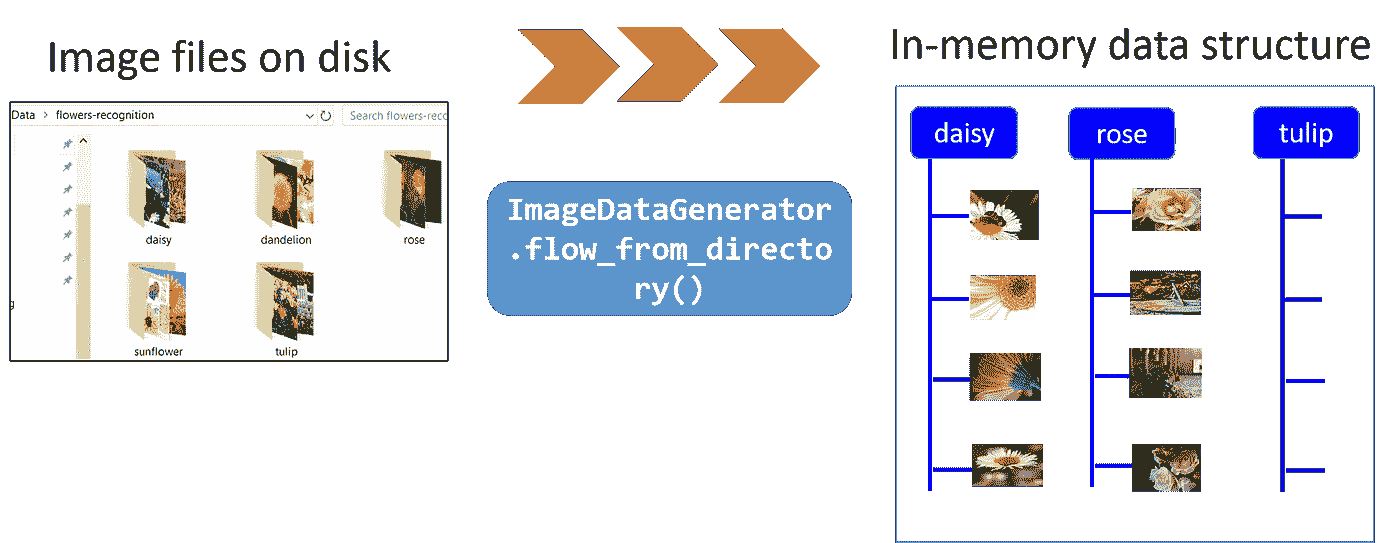 Image files on disk
In-memory data structure
Data > flowers-recognition
Search flowers-reco
daisy
dandelion
rose
sunflower
tulip
ImageDataGenerator
.flow_from_directo
ry()
daisy
rose
tulip